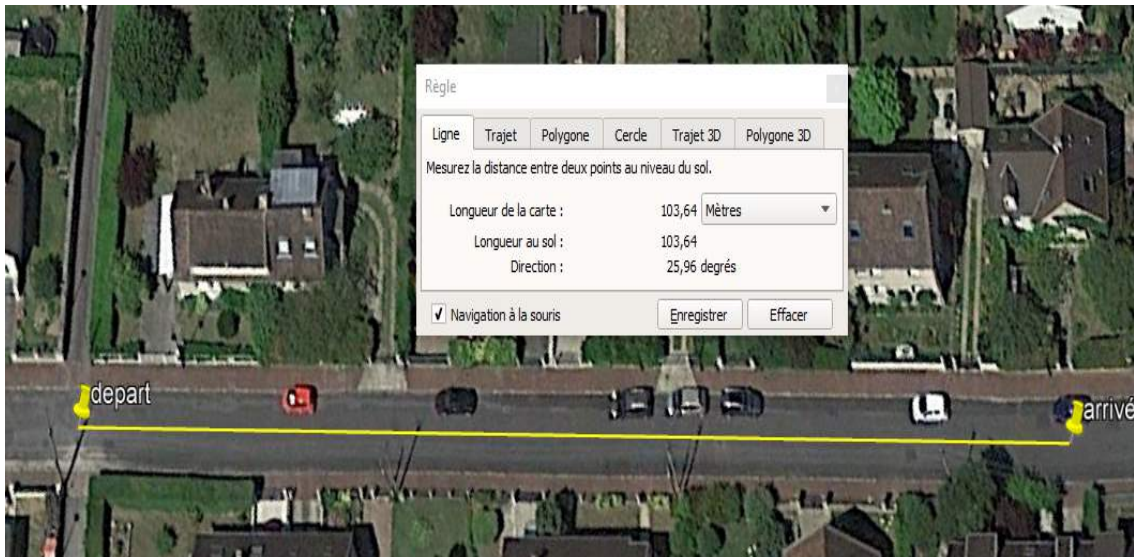 Règle
Ligne Trajet Polygone Cercle Trajet 3D Polygone 3D
Mesurez la distance entre deux points au niveau du sol.
Longueur de la carte : 103,64 Mètres
Longueur au sol : 103,64
Direction : 25,96 degrés
Navigation à la souris Enregistrer Effacer
depart
arrivé